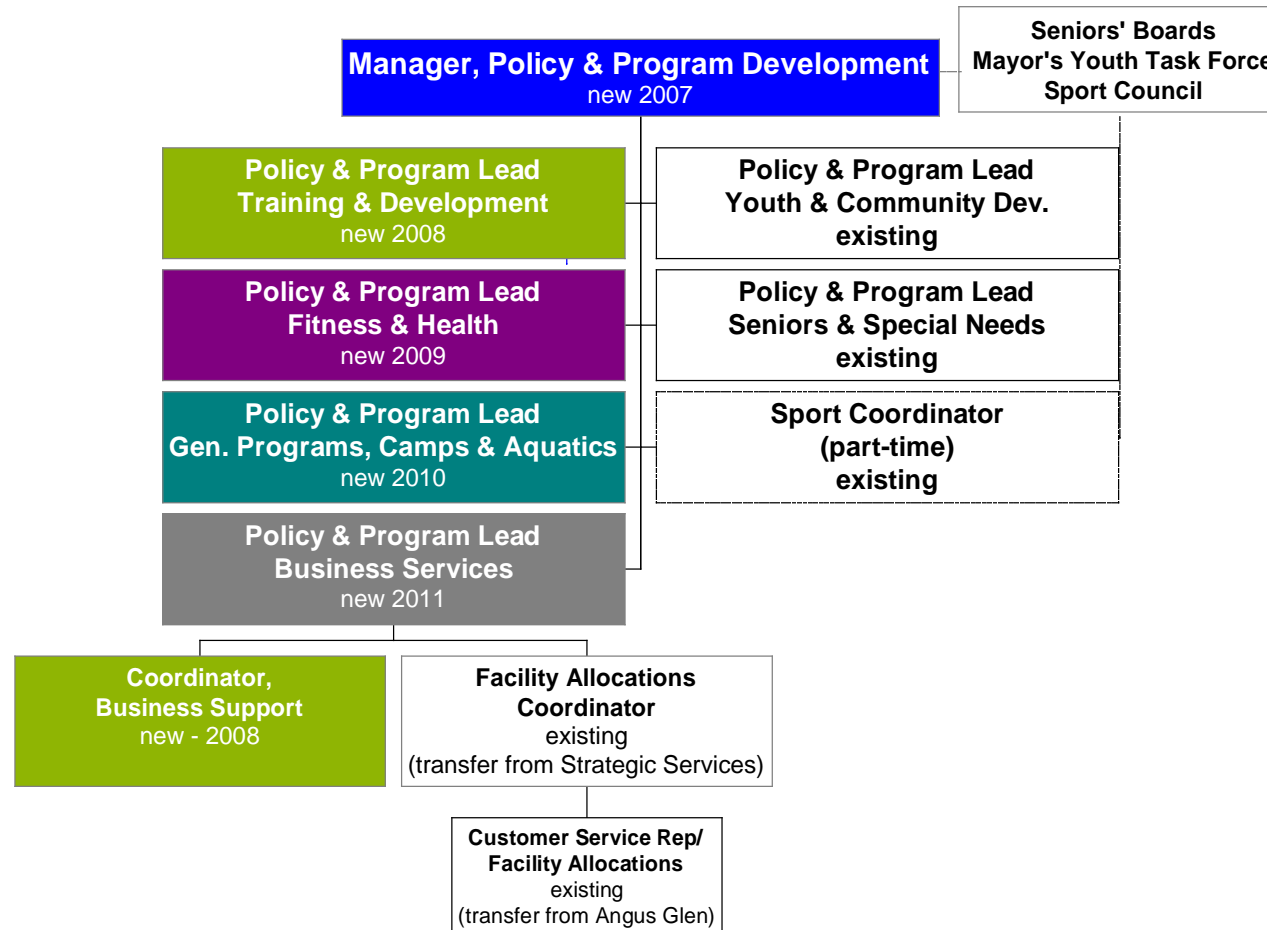 Manager, Policy & Program Development
new 2007
Seniors' Boards
Mayor's Youth Task Force
Sport Council
Policy & Program Lead
Training & Development
new 2008
Policy & Program Lead
Youth & Community Dev.
existing
Policy & Program Lead
Fitness & Health
new 2009
Policy & Program Lead
Seniors & Special Needs
existing
Policy & Program Lead
Gen. Programs, Camps & Aquatics
new 2010
Sport Coordinator
(part-time)
existing
Policy & Program Lead
Business Services
new 2011
Coordinator,
Business Support
new - 2008
Facility Allocations
Coordinator
existing
(transfer from Strategic Services)
Customer Service Rep/
Facility Allocations
existing
(transfer from Angus Glen)